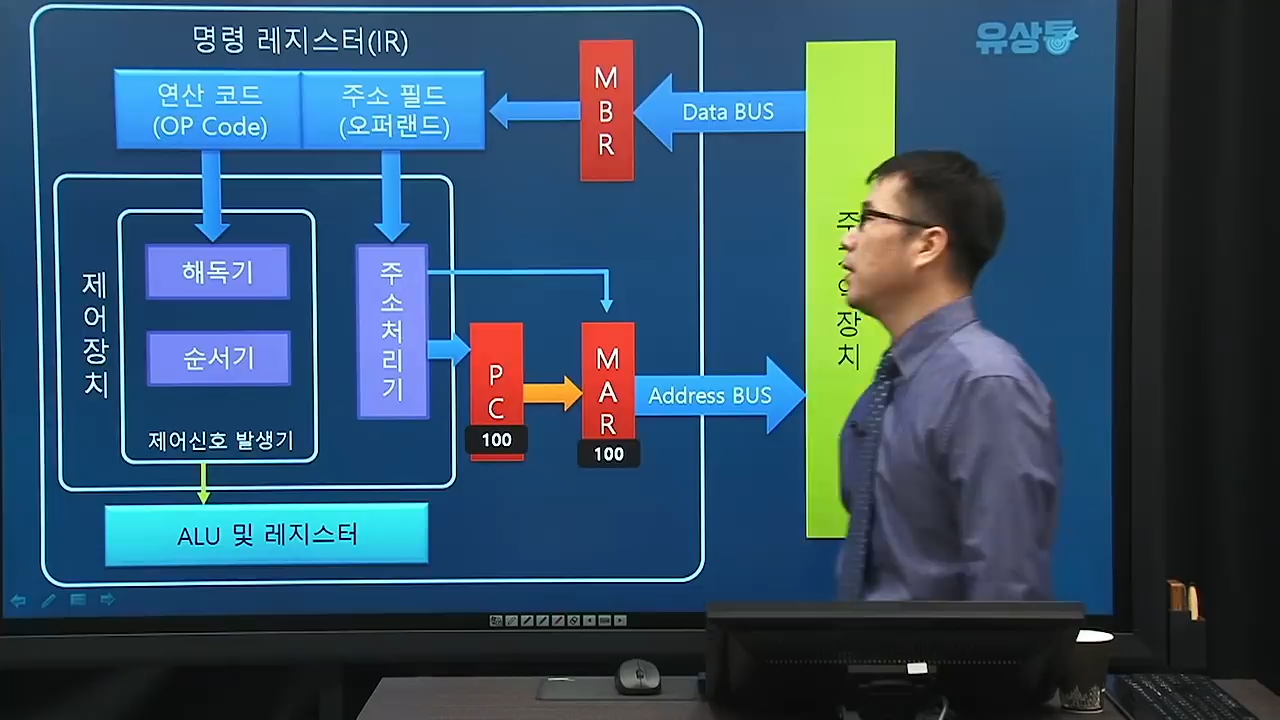 명령 레지스터(IR)
유상통
연산 코드
(OP Code)
주소 필드
(오퍼랜드)
MBR
Data BUS
제어장치
해독기
순서기
제어신호 발생기
주소처리기
PC
100
MAR
100
Address BUS
장치
ALU 및 레지스터